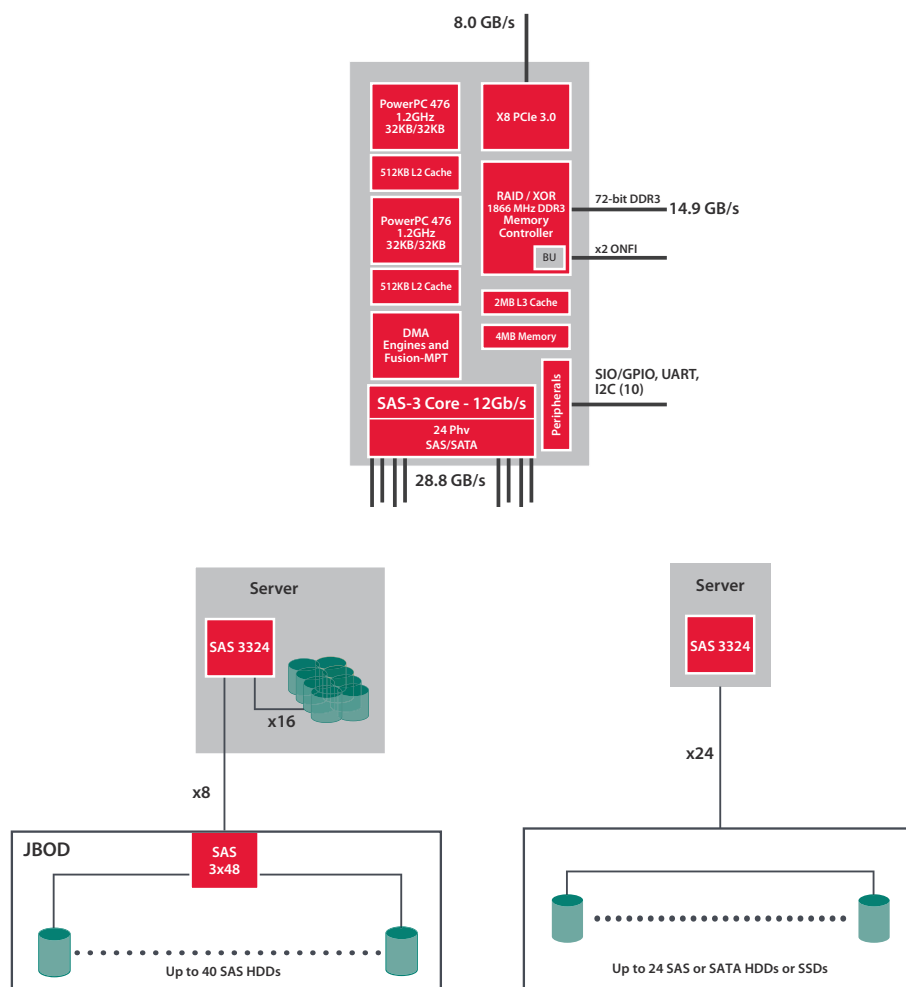 8.0 GB/s
PowerPC 476
1.2GHz
32KB/32KB
X8 PCIe 3.0
512KB L2 Cache
RAID / XOR
1866 MHz DDR3
Memory
Controller
BU
72-bit DDR3
14.9 GB/s
x2 ONFI
PowerPC 476
1.2GHz
32KB/32KB
512KB L2 Cache
2MB L3 Cache
4MB Memory
DMA
Engines and
Fusion-MPT
Peripherals
SIO/GPIO, UART,
I2C (10)
SAS-3 Core - 12Gb/s
24 Phv
SAS/SATA
28.8 GB/s
Server
SAS 3324
x16
x8
JBOD
SAS
3x48
Up to 40 SAS HDDs
Server
SAS 3324
x24
Up to 24 SAS or SATA HDDs or SSDs